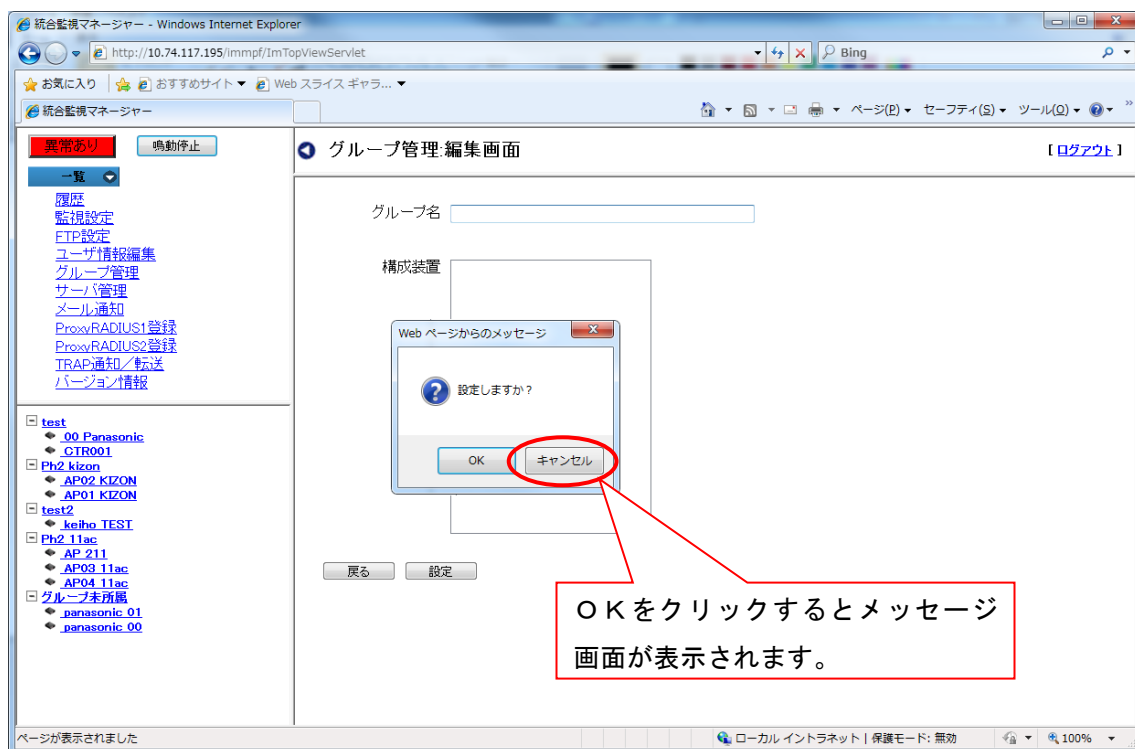 統合監視マネージャー - Windows Internet Explorer
http://10.74.117.195/immpf/ImTopViewServlet
Bing
お気に入り
おすすめサイト
Web スライス ギャラ...
統合監視マネージャー
ページ(P)
セーフティ(S)
ツール(O)
»
異常あり
鳴動停止
グループ管理:編集画面
[ ログアウト ]
一覧
履歴
監視設定
FTP設定
ユーザ情報編集
グループ管理
サーバ管理
メール通知
ProxyRADIUS1登録
ProxyRADIUS2登録
TRAP通知／転送
バージョン情報
グループ名
構成装置
Web ページからのメッセージ
設定しますか？
OK
キャンセル
戻る
設定
test
00 Panasonic
CTR001
Ph2 kizon
AP02 KIZON
AP01 KIZON
test2
keiho TEST
Ph2 11ac
AP 211
AP03 11ac
AP04 11ac
グループ未所属
panasonic 01
panasonic 00
ＯＫをクリックするとメッセージ
画面が表示されます。
ページが表示されました
ローカル イントラネット | 保護モード: 無効
100%